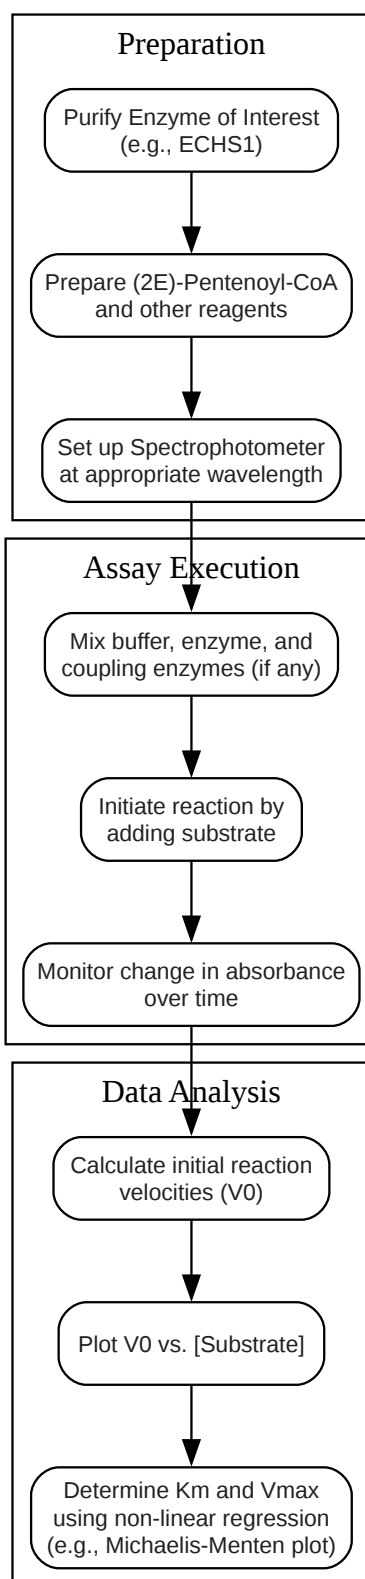 Preparation
Purify Enzyme of Interest
(e.g., ECHS1)
Prepare (2E)-Pentenoyl-CoA
and other reagents
Set up Spectrophotometer
at appropriate wavelength
Assay Execution
Mix buffer, enzyme, and
coupling enzymes (if any)
Initiate reaction by
adding substrate
Monitor change in absorbance
over time
Data Analysis
Calculate initial reaction
velocities (V0)
Plot V0 vs. [Substrate]
Determine Km and Vmax
using non-linear regression
(e.g., Michaelis-Menten plot)